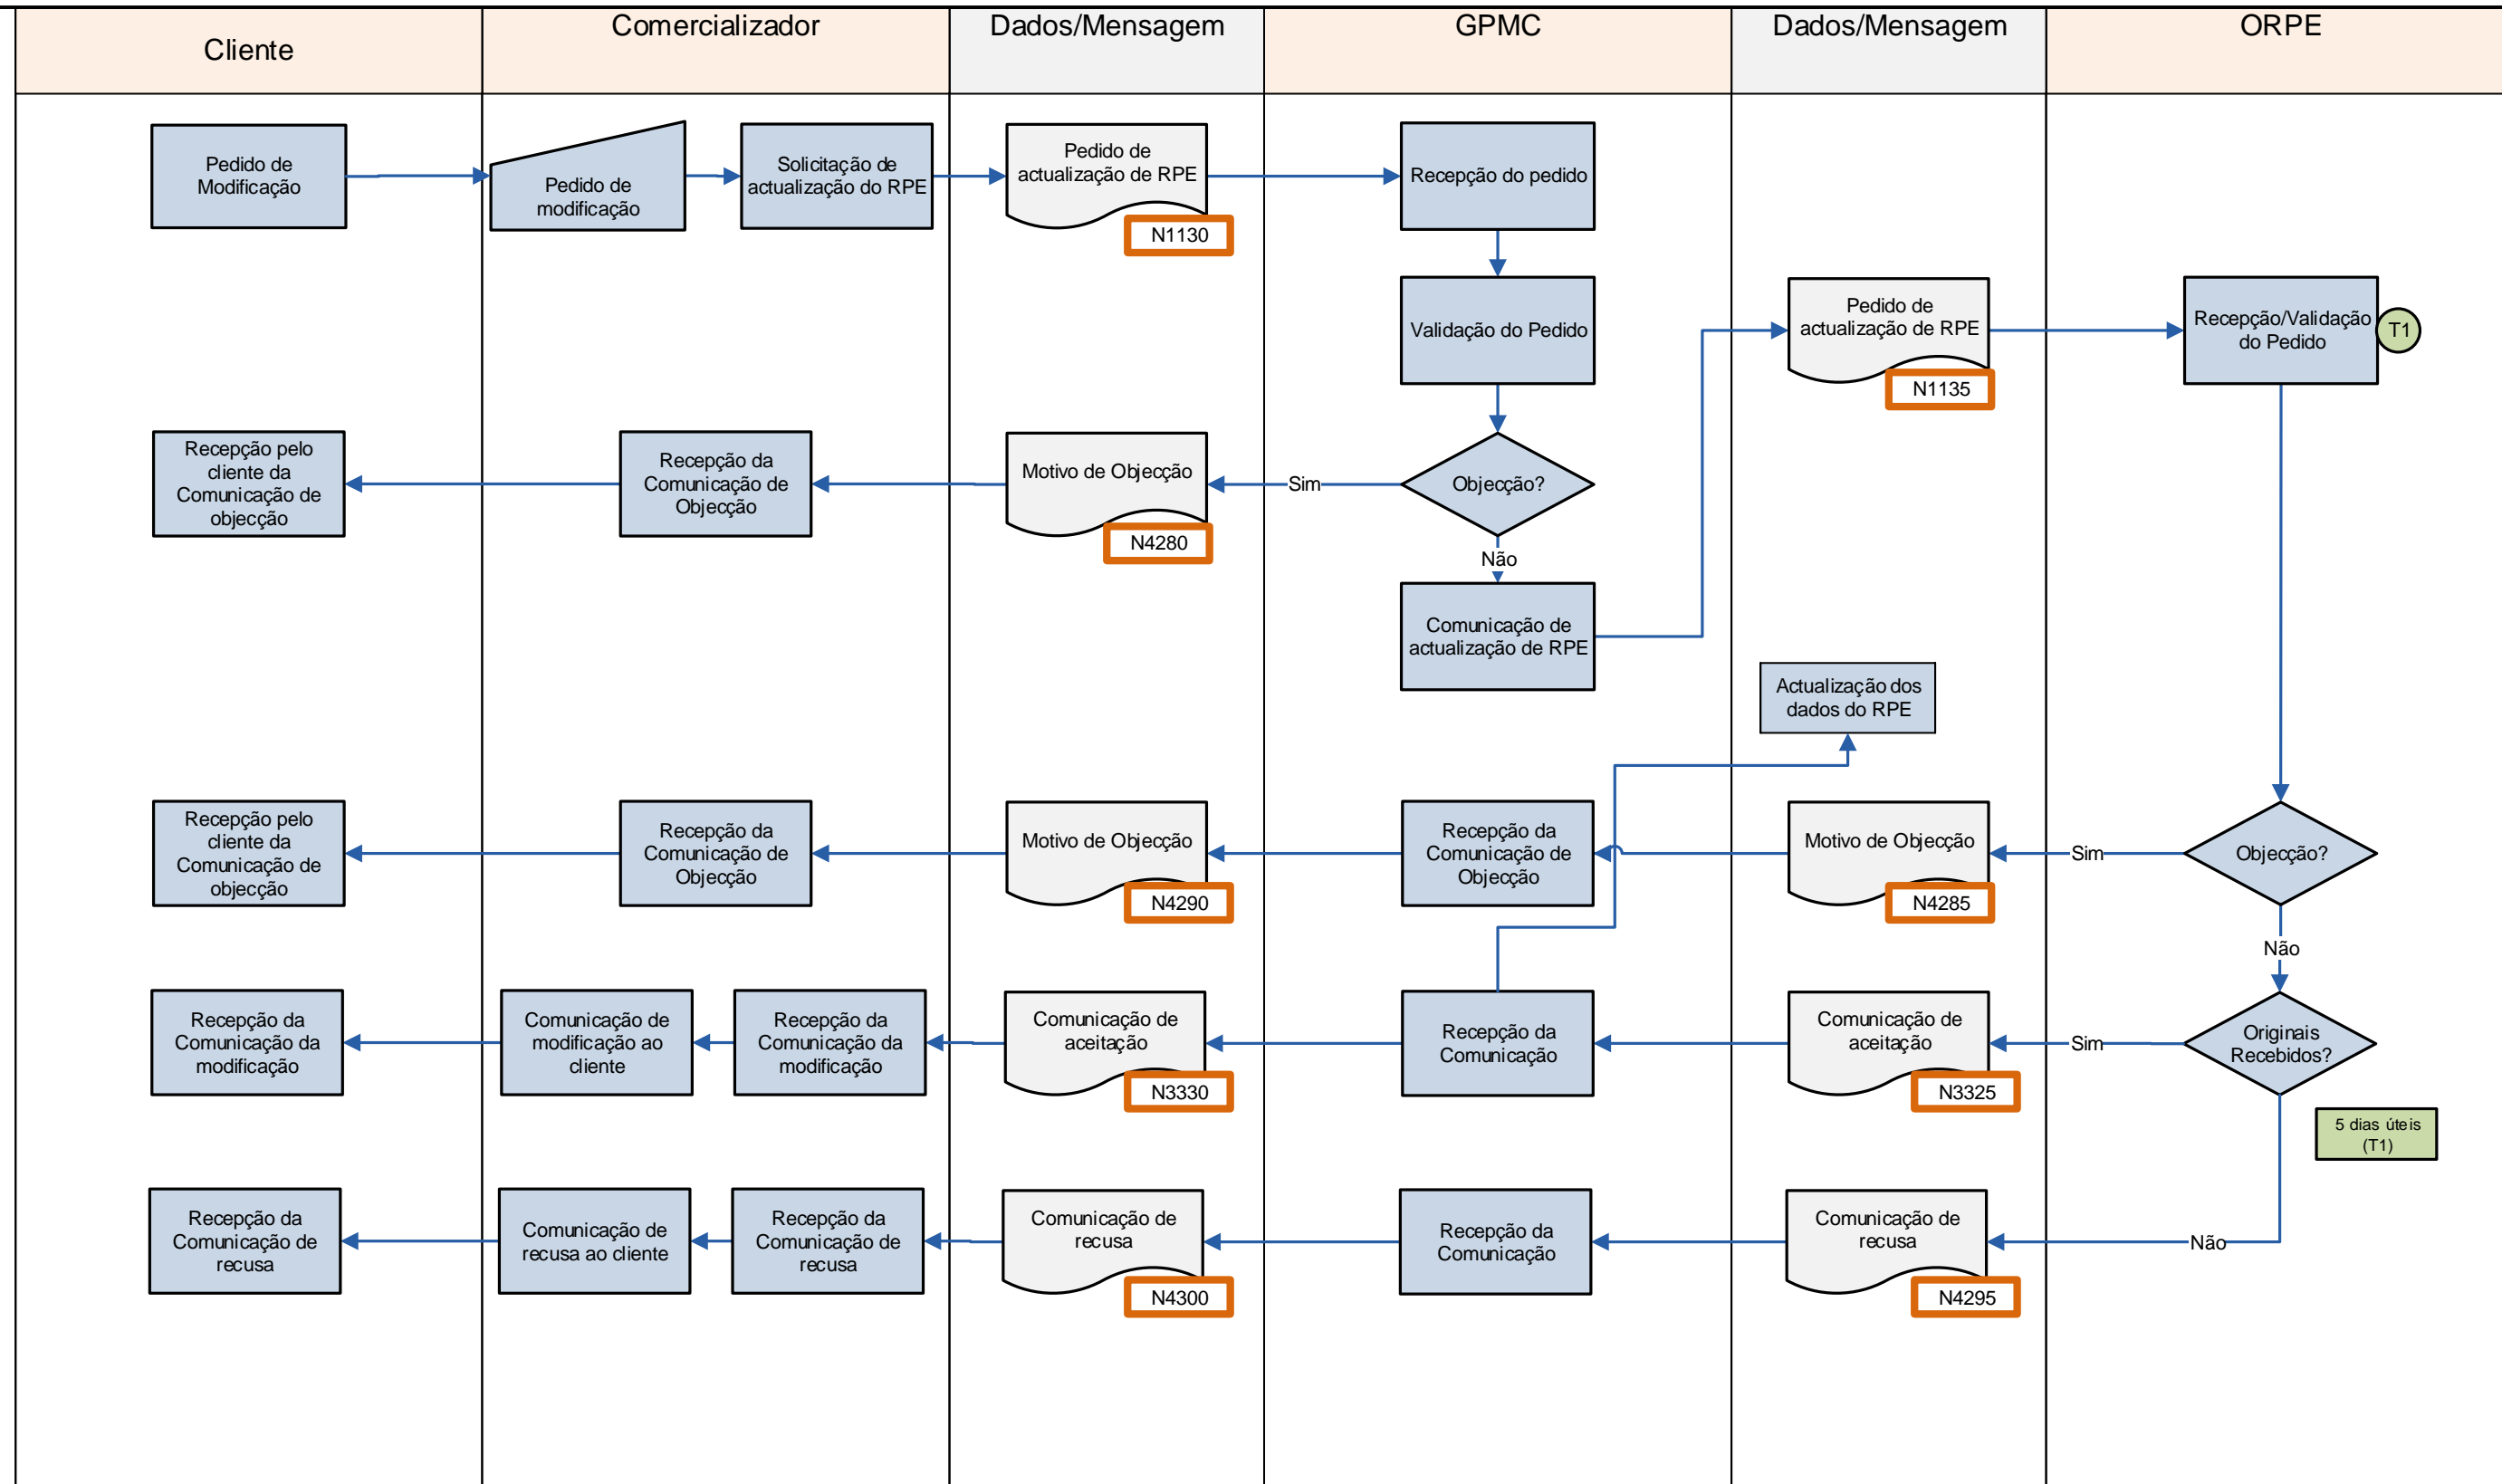 Cliente
Comercializador
Dados/Mensagem
GPMC
Dados/Mensagem
ORPE
Pedido de
Modificação
Pedido de
modificação
Solicitação de
actualização do RPE
Pedido de
actualização de RPE
N1130
Recepção do pedido
Validação do Pedido
Pedido de
actualização de RPE
N1135
Recepção/Validação
do Pedido
T1
Recepção pelo
cliente da
Comunicação de
objecção
Recepção da
Comunicação de
Objecção
Motivo de Objecção
N4280
Sim
Objecção?
Não
Comunicação de
actualização de RPE
Actualização dos
dados do RPE
Recepção pelo
cliente da
Comunicação de
objecção
Recepção da
Comunicação de
Objecção
Motivo de Objecção
N4290
Recepção da
Comunicação de
Objecção
Motivo de Objecção
N4285
Sim
Objecção?
Não
Recepção da
Comunicação da
modificação
Comunicação de
modificação ao
cliente
Recepção da
Comunicação da
modificação
Comunicação de
aceitação
N3330
Recepção da
Comunicação
Comunicação de
aceitação
N3325
Sim
Originais
Recebidos?
5 dias úteis
(T1)
Recepção da
Comunicação de
recusa
Comunicação de
recusa ao cliente
Recepção da
Comunicação de
recusa
Comunicação de
recusa
N4300
Recepção da
Comunicação
Comunicação de
recusa
N4295
Não